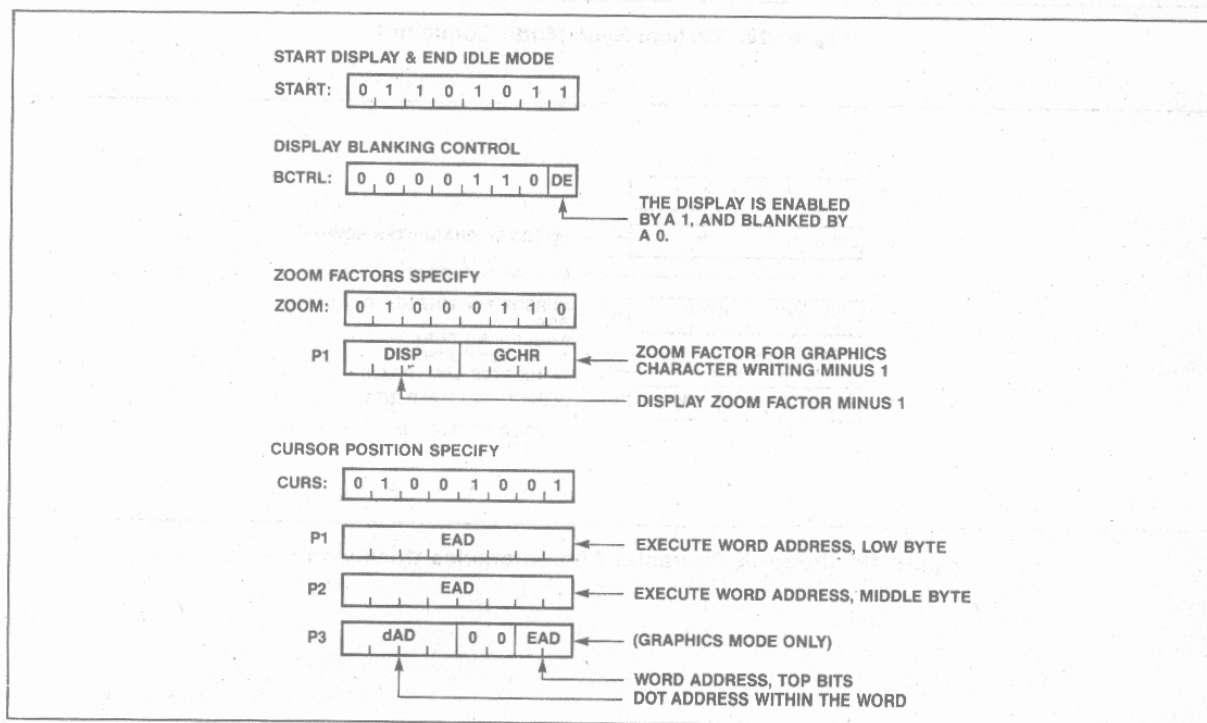 START DISPLAY & END IDLE MODE
START: 0 1 1 0 1 0 1 1
DISPLAY BLANKING CONTROL
BCTRL: 0 0 0 0 1 1 0 DE
THE DISPLAY IS ENABLED
BY A 1, AND BLANKED BY
A 0.
ZOOM FACTORS SPECIFY
ZOOM: 0 1 0 0 0 1 1 0
P1 DISP GCHR ZOOM FACTOR FOR GRAPHICS
CHARACTER WRITING MINUS 1
DISPLAY ZOOM FACTOR MINUS 1
CURSOR POSITION SPECIFY
CURS: 0 1 0 0 1 0 0 1
P1 EAD EXECUTE WORD ADDRESS, LOW BYTE
P2 EAD EXECUTE WORD ADDRESS, MIDDLE BYTE
P3 dAD 0 0 EAD (GRAPHICS MODE ONLY)
WORD ADDRESS, TOP BITS
DOT ADDRESS WITHIN THE WORD